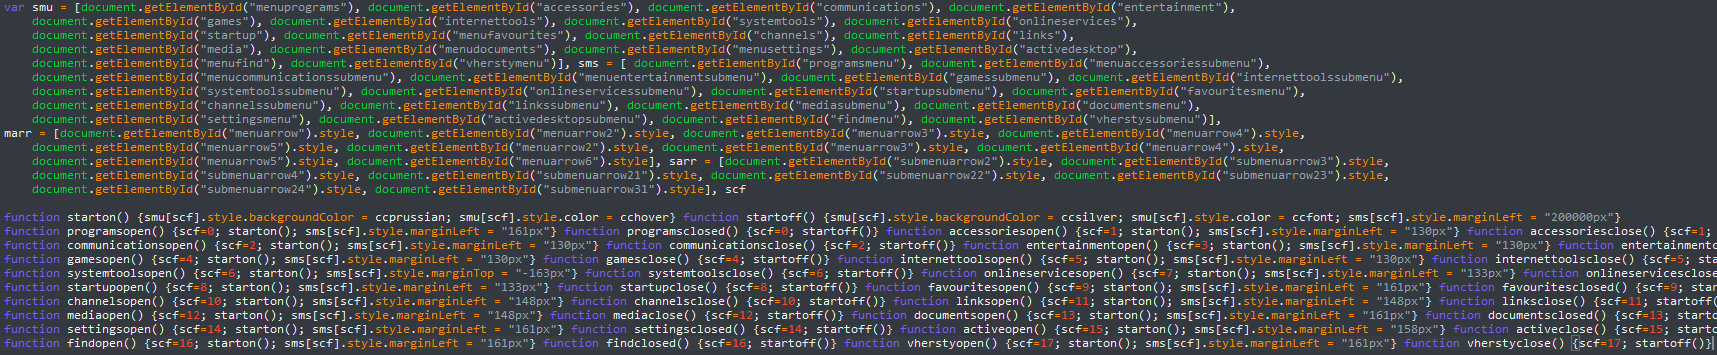 var smu = [document.getElementById("menuprograms"), document.getElementById("accessories"), document.getElementById("communications"), document.getElementById("entertainment"),
document.getElementById("games"), document.getElementById("internettools"), document.getElementById("systemtools"), document.getElementById("onlineservices"),
document.getElementById("startup"), document.getElementById("menufavourites"), document.getElementById("channels"), document.getElementById("links"),
document.getElementById("media"), document.getElementById("menudocuments"), document.getElementById("menusettings"), document.getElementById("activedesktop"),
document.getElementById("menufind"), document.getElementById("vherstymenu")], sms = [ document.getElementById("programsmenu"), document.getElementById("menuaccessoriessubmenu"),
document.getElementById("menucommunicationssubmenu"), document.getElementById("menuentertainmentsubmenu"), document.getElementById("gamessubmenu"), document.getElementById("internettoolssubmenu"),
document.getElementById("systemtoolssubmenu"), document.getElementById("onlineservicessubmenu"), document.getElementById("startupsubmenu"), document.getElementById("favouritesmenu"),
document.getElementById("channelssubmenu"), document.getElementById("linkssubmenu"), document.getElementById("mediasubmenu"), document.getElementById("documentsmenu"),
document.getElementById("settingsmenu"), document.getElementById("activedesktopsubmenu"), document.getElementById("findmenu"), document.getElementById("vherstysubmenu")],
marr = [document.getElementById("menuarrow").style, document.getElementById("menuarrow2").style, document.getElementById("menuarrow3").style, document.getElementById("menuarrow4").style,
document.getElementById("menuarrow5").style, document.getElementById("menuarrow2").style, document.getElementById("menuarrow3").style, document.getElementById("menuarrow4").style,
document.getElementById("menuarrow5").style, document.getElementById("menuarrow6").style], sarr = [document.getElementById("submenuarrow2").style, document.getElementById("submenuarrow3").style,
document.getElementById("submenuarrow4").style, document.getElementById("submenuarrow21").style, document.getElementById("submenuarrow22").style, document.getElementById("submenuarrow23").style,
document.getElementById("submenuarrow24").style, document.getElementById("submenuarrow31").style], scf
function starton() {smu[scf].style.backgroundColor = ccprussian; smu[scf].style.color = cchover} function startoff() {smu[scf].style.backgroundColor = ccsilver; smu[scf].style.color = ccfont; sms[scf].style.marginLeft = "200000px"}
function programsopen() {scf=0; starton(); sms[scf].style.marginLeft = "161px"} function programsclosed() {scf=0; startoff()} function accessoriesopen() {scf=1; starton(); sms[scf].style.marginLeft = "130px"} function accessoriesclose() {scf=1;
function communicationsopen() {scf=2; starton(); sms[scf].style.marginLeft = "130px"} function communicationsclose() {scf=2; startoff()} function entertainmentopen() {scf=3; starton(); sms[scf].style.marginLeft = "130px"} function entertainmentc
function gamesopen() {scf=4; starton(); sms[scf].style.marginLeft = "130px"} function gamesclose() {scf=4; startoff()} function internettoolsopen() {scf=5; starton(); sms[scf].style.marginLeft = "130px"} function internettoolsclose() {scf=5; sta
function systemtoolsopen() {scf=6; starton(); sms[scf].style.marginTop = "-163px"} function systemtoolsclose() {scf=6; startoff()} function onlineservicesopen() {scf=7; starton(); sms[scf].style.marginLeft = "133px"} function onlineservicesclose
function startupopen() {scf=8; starton(); sms[scf].style.marginLeft = "133px"} function startupclose() {scf=8; startoff()} function favouritesopen() {scf=9; starton(); sms[scf].style.marginLeft = "161px"} function favouritesclosed() {scf=9; star
function channelsopen() {scf=10; starton(); sms[scf].style.marginLeft = "148px"} function channelsclose() {scf=10; startoff()} function linksopen() {scf=11; starton(); sms[scf].style.marginLeft = "148px"} function linksclose() {scf=11; startoff(
function mediaopen() {scf=12; starton(); sms[scf].style.marginLeft = "148px"} function mediaclose() {scf=12; startoff()} function documentsopen() {scf=13; starton(); sms[scf].style.marginLeft = "161px"} function documentsclosed() {scf=13; starto
function settingsopen() {scf=14; starton(); sms[scf].style.marginLeft = "161px"} function settingsclosed() {scf=14; startoff()} function activeopen() {scf=15; starton(); sms[scf].style.marginLeft = "158px"} function activeclose() {scf=15; starto
function findopen() {scf=16; starton(); sms[scf].style.marginLeft = "161px"} function findclosed() {scf=16; startoff()} function vherstyopen() {scf=17; starton(); sms[scf].style.marginLeft = "161px"} function vherstyclose() {scf=17; startoff()}